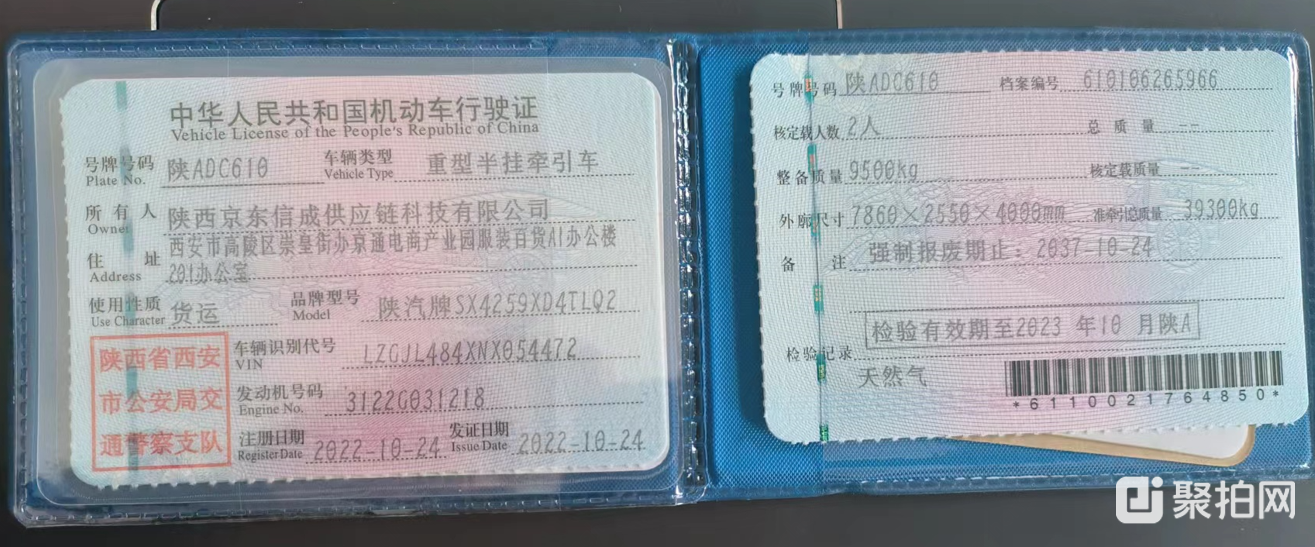 中华人民共和国机动车行驶证
Vehicle License of the People's Republic of China
号牌号码 Plate No. 陕ADC610 车辆类型 Vehicle Type 重型半挂牵引车
所有人 Owner 陕西京东信成供应链科技有限公司
住址 Address 西安市高陵区崇皇街办京通电商产业园服装百货A1办公楼
201办公室
使用性质 Use Character 货运 品牌型号 Model 陕汽牌SX4259XD4TLQ2
陕西省西安
市公安局交
通警察支队
车辆识别代号 VIN LZGJL484XNX054472
发动机号码 Engine No. 3122G031218
注册日期 Register Date 2022-10-24 发证日期 Issue Date 2022-10-24
号牌号码 陕ADC610 档案编号 610106265966
核定载人数 2人 总质量 --
整备质量 9500kg 核定载质量 --
外廓尺寸 7860×2550×4000mm 准牵引总质量 39300kg
备注 强制报废期止：2037-10-24
检验记录 检验有效期至2023年10月陕A
天然气
*6110021764850*
聚拍网